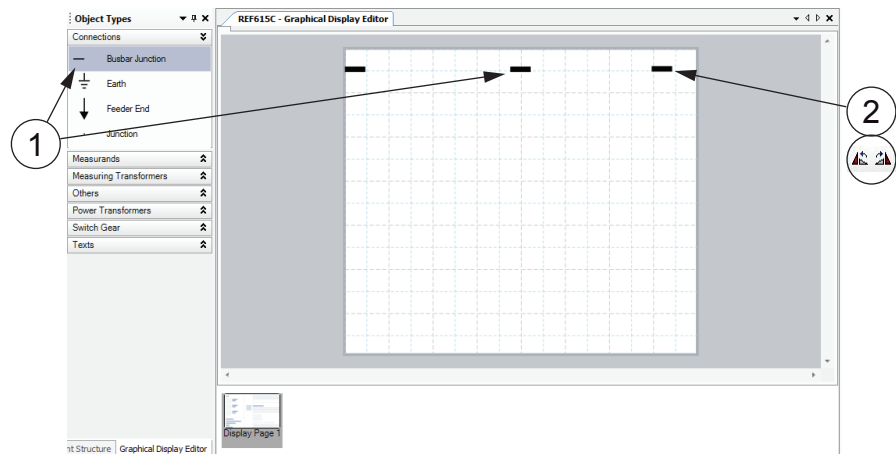 Object Types
REF615C - Graphical Display Editor
Connections
Busbar Junction
Earth
Feeder End
Junction
1
2
Measurands
Measuring Transformers
Others
Power Transformers
Switch Gear
Texts
Display Page 1
nt Structure Graphical Display Editor